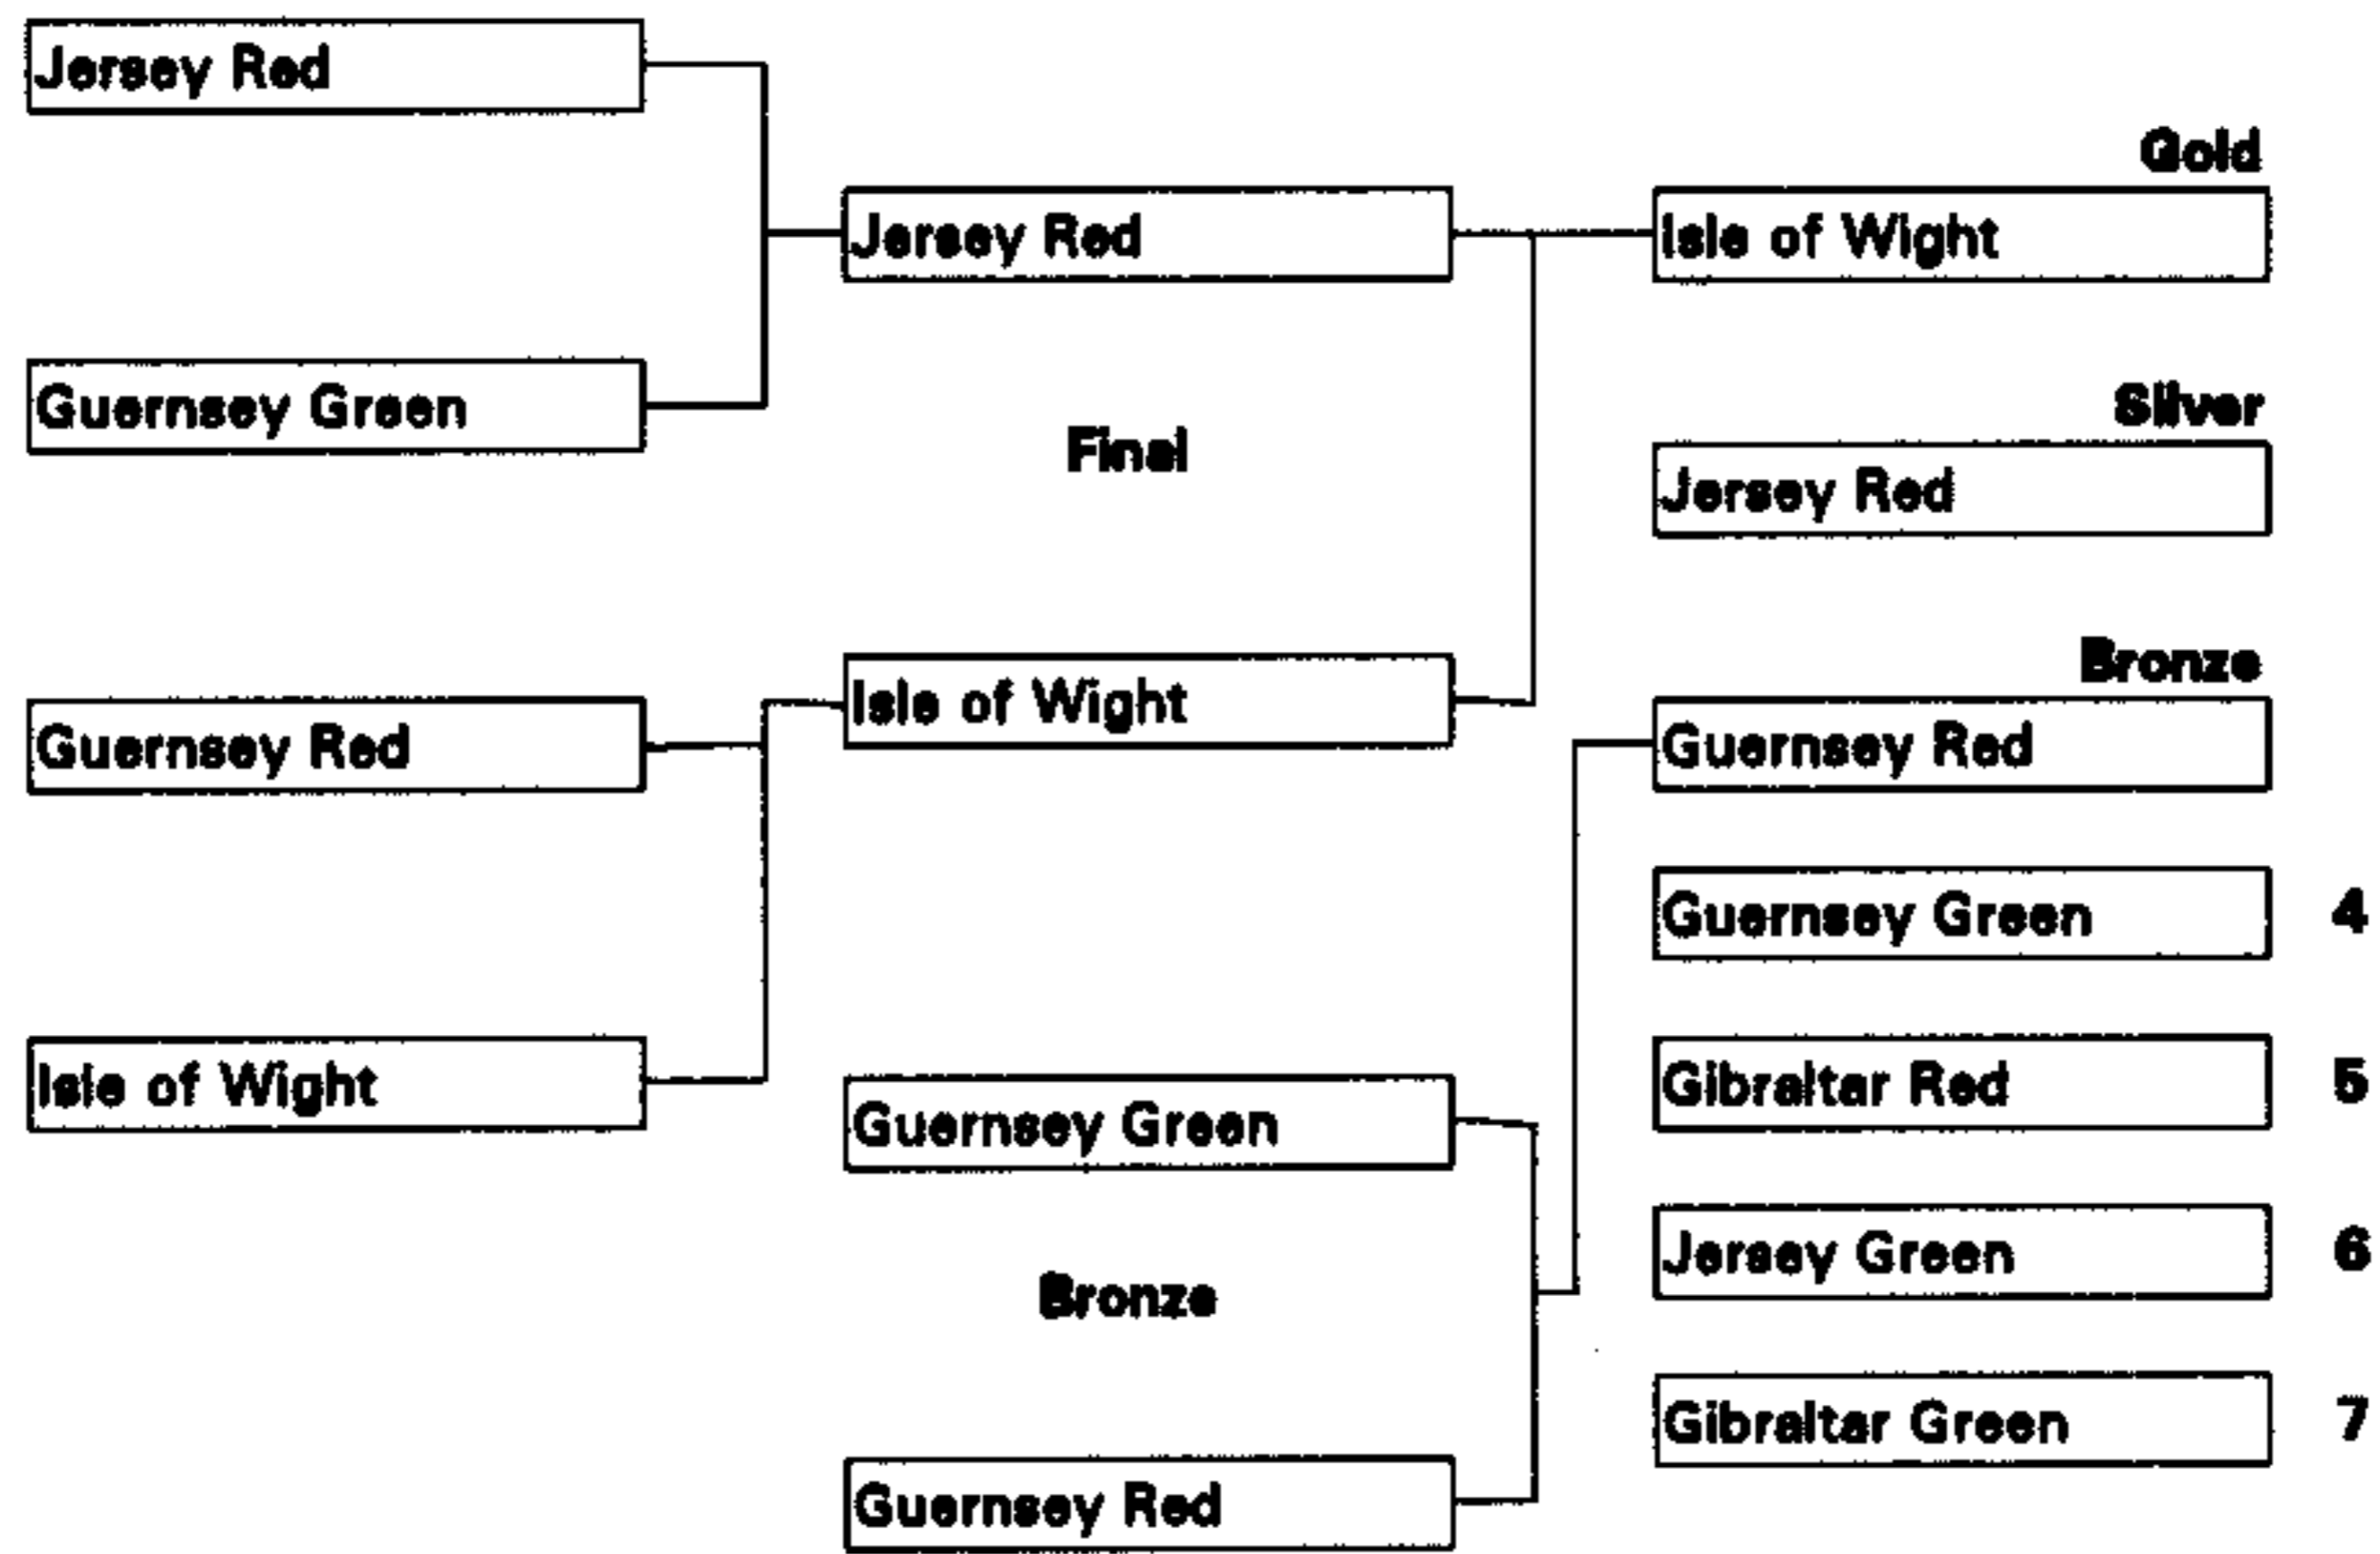 Jersey Red
Guernsey Green
Guernsey Red
Isle of Wight
Jersey Red
Final
Isle of Wight
Guernsey Green
Bronze
Guernsey Red
Gold
Isle of Wight
Silver
Jersey Red
Bronze
Guernsey Red
Guernsey Green 4
Gibraltar Red 5
Jersey Green 6
Gibraltar Green 7